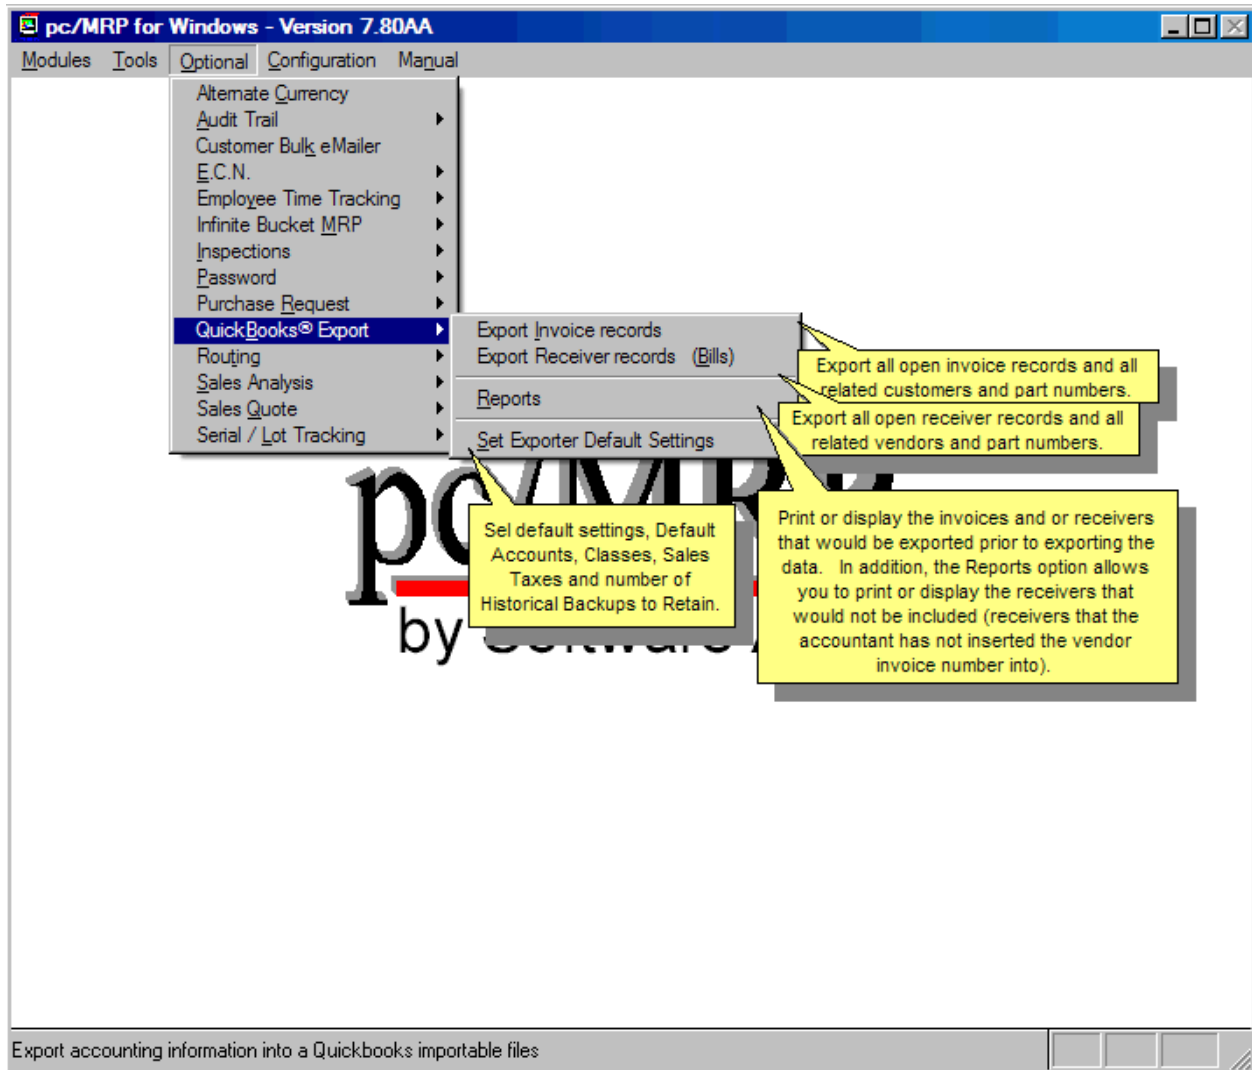 pc/MRP for Windows - Version 7.80AA
Modules Tools Optional Configuration Manual
Alternate Currency
Audit Trail
Customer Bulk eMailer
E.C.N.
Employee Time Tracking
Infinite Bucket MRP
Inspections
Password
Purchase Request
QuickBooks® Export
Routing
Sales Analysis
Sales Quote
Serial / Lot Tracking
Export Invoice records
Export Receiver records (Bills)
Reports
Set Exporter Default Settings
Export all open invoice records and all
related customers and part numbers.
Export all open receiver records and all
related vendors and part numbers.
Sel default settings, Default
Accounts, Classes, Sales
Taxes and number of
Historical Backups to Retain.
Print or display the invoices and or receivers
that would be exported prior to exporting the
data. In addition, the Reports option allows
you to print or display the receivers that
would not be included (receivers that the
accountant has not inserted the vendor
invoice number into).
pc/MRP
by Software
Export accounting information into a Quickbooks importable files